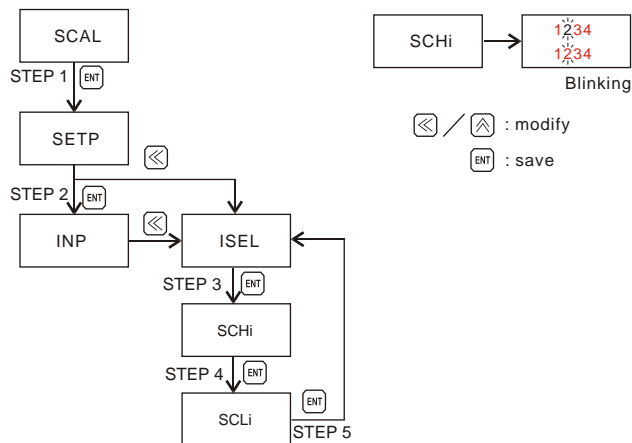 SCAL
STEP 1 ENT
SETP
STEP 2 ENT
INP
ISEL
STEP 3 ENT
SCHi
STEP 4 ENT
SCLi
ENT
STEP 5
SCHi
1234
1234
Blinking
/ : modify
ENT : save